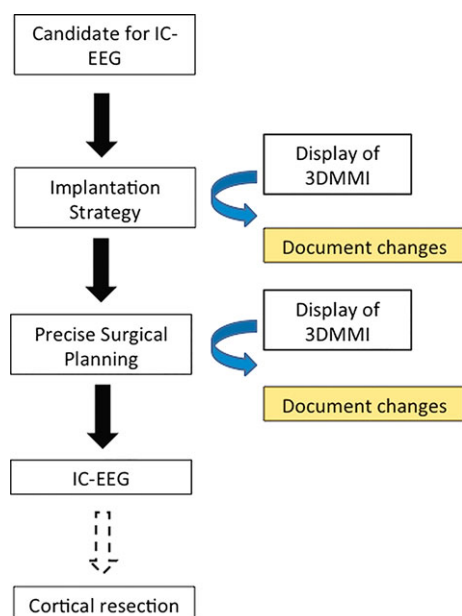 Candidate for IC-
EEG
Implantation
Strategy
Display of
3DMMI
Document changes
Precise Surgical
Planning
Display of
3DMMI
Document changes
IC-EEG
Cortical resection